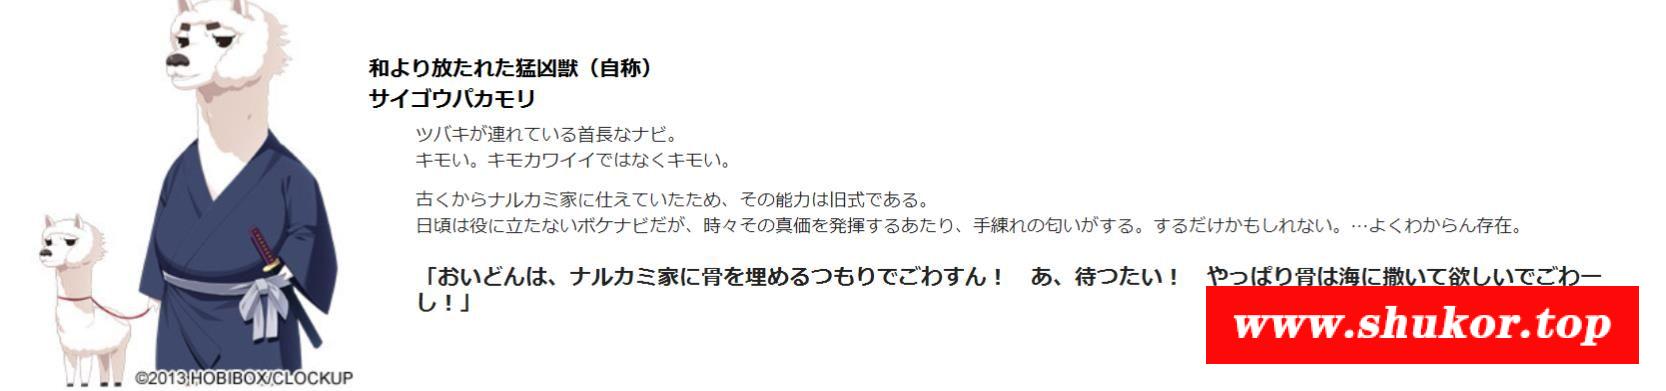 和より放たれた猛凶獣（自称）
サイゴウパカモリ
ツバキが連れている首長なナビ。
キモい。キモカワイイではなくキモい。
古くからナルカミ家に仕えていたため、その能力は旧式である。
日頃は役に立たないボケナビだが、時々その真価を発揮するあたり、手練れの匂いがする。するだけかもしれない。…よくわからん存在。
「おいどんは、ナルカミ家に骨を埋めるつもりでごわすん！　あ、待つたい！　やっぱり骨は海に撒いて欲しいでごわー
し！」
www.shukor.top
©2013 HOBIBOX/CLOCKUP